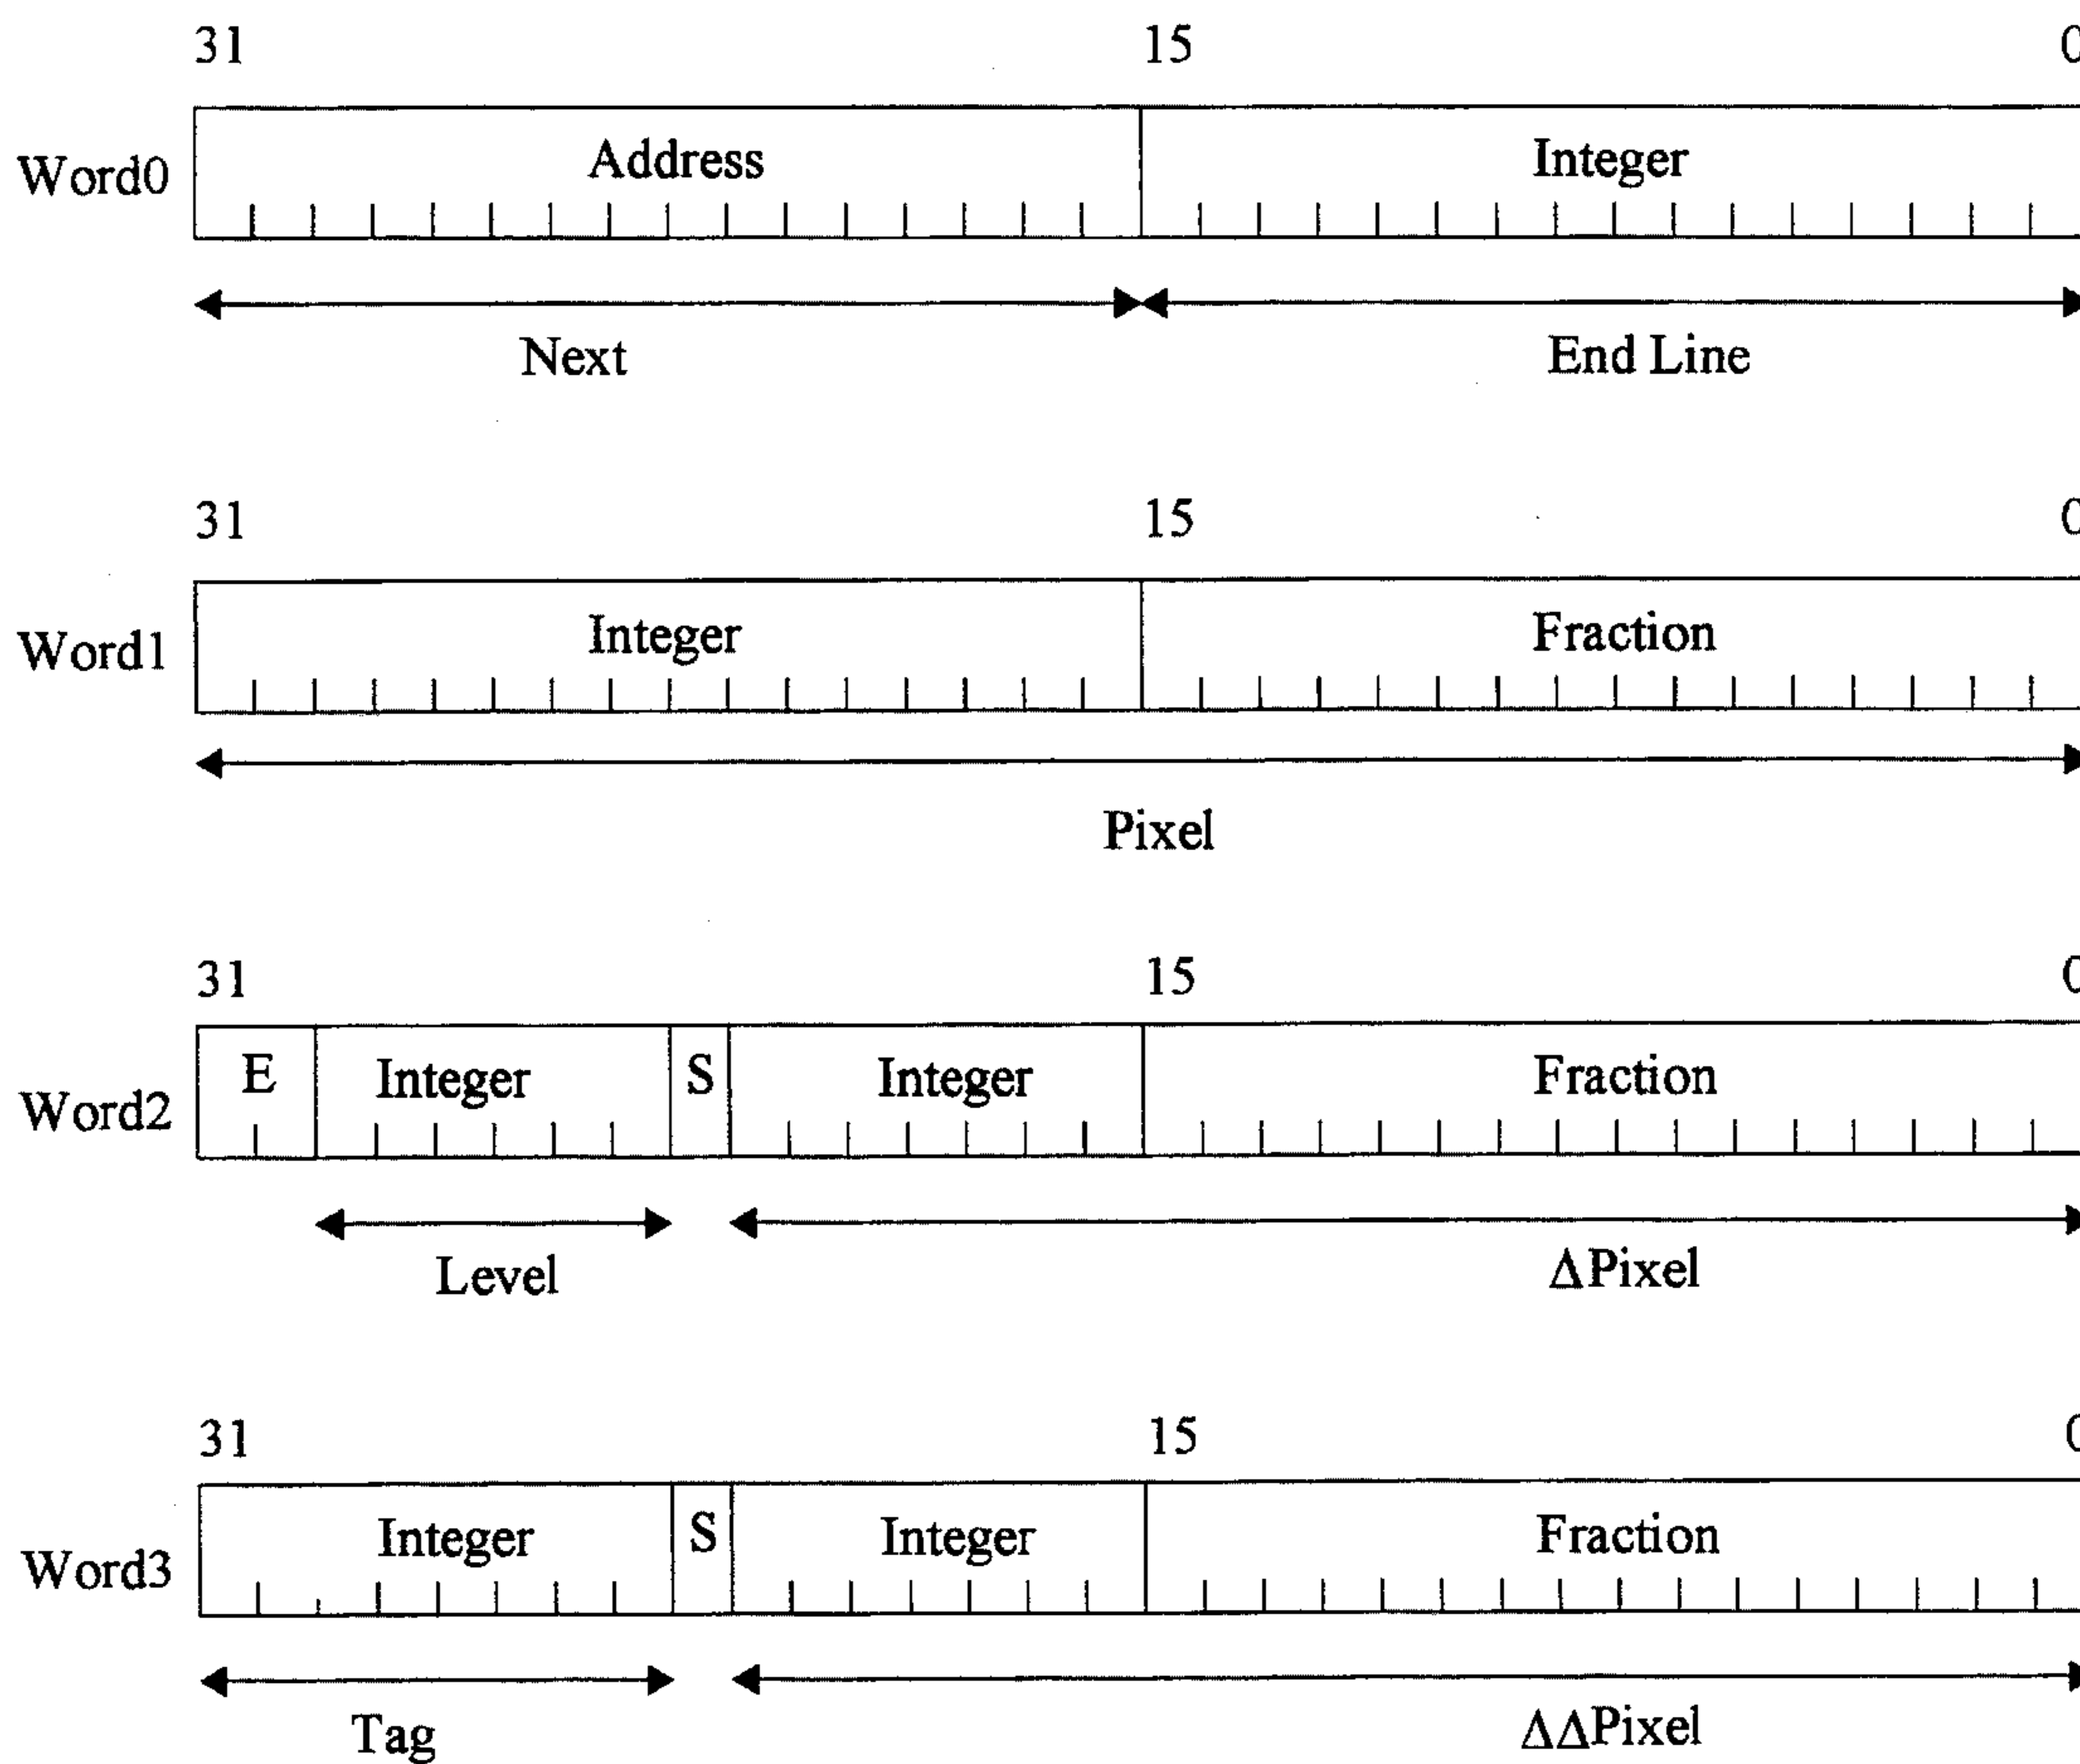 31 15 0
Word0 Address Integer
Next End Line
31 15 0
Word1 Integer Fraction
Pixel
31 15 0
Word2 E Integer S Integer Fraction
Level ΔPixel
31 15 0
Word3 Integer S Integer Fraction
Tag ΔΔPixel